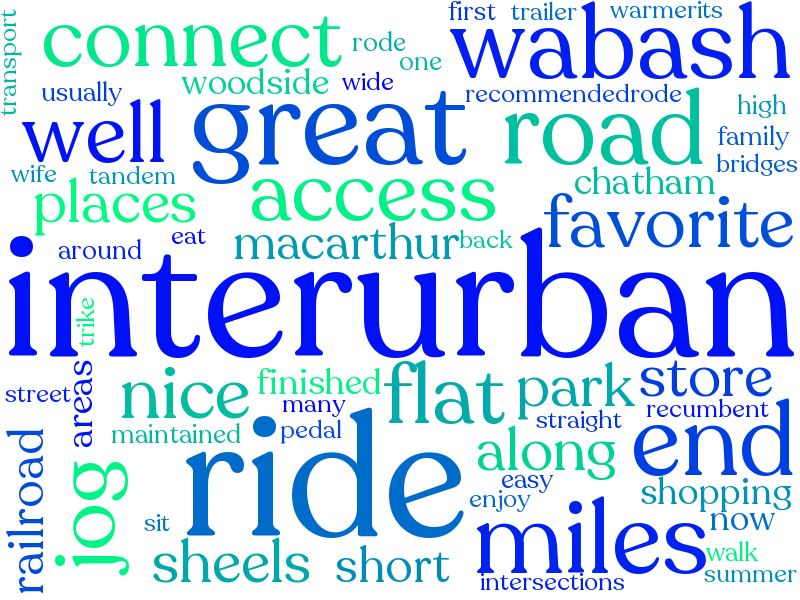 first trailer warmerits
connect rode one wabash
transport woodside wide
usually recommendedrode high
well great road family
wife tandem bridges
places access chatham
favorite
around eat macarthur back
interurban
trike
street areas nice finished flat park store
many straight recumbent
maintained pedal along end
railroad jog ride easy shopping
sit enjoy miles now
sheels short walk
intersections summer